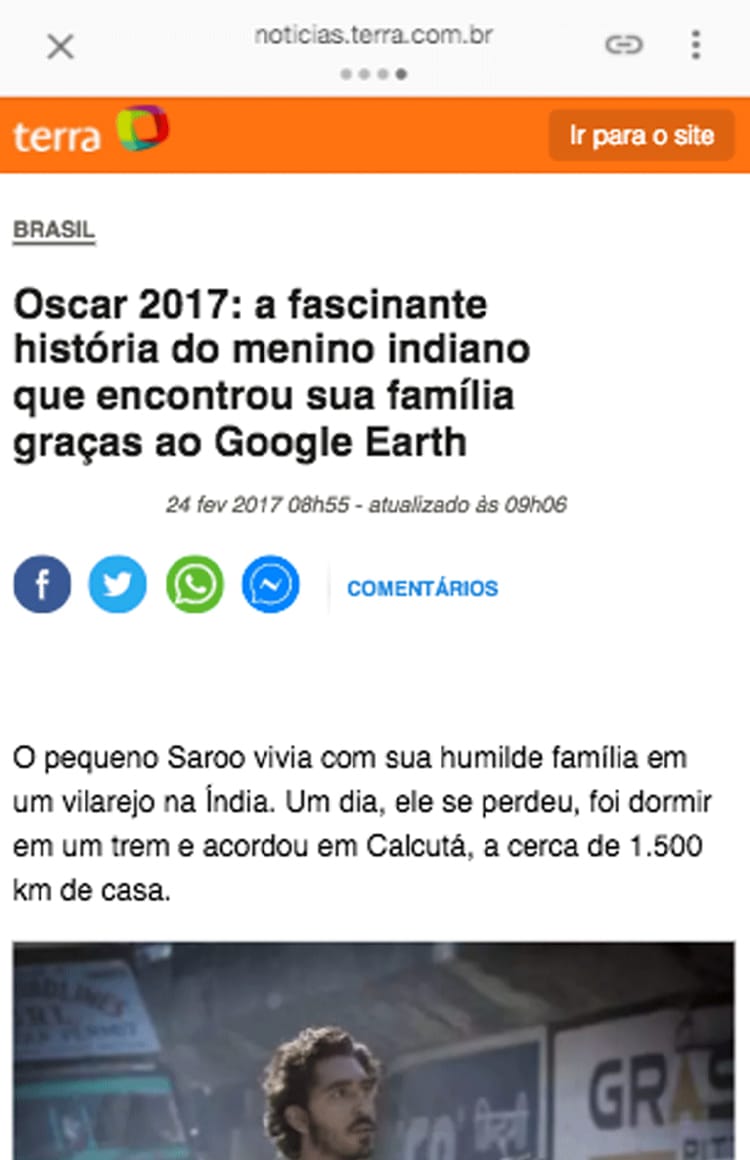 noticias.terra.com.br
terra
Ir para o site
BRASIL
Oscar 2017: a fascinante
história do menino indiano
que encontrou sua família
graças ao Google Earth
24 fev 2017 08h55 - atualizado às 09h06
COMENTÁRIOS
O pequeno Saroo vivia com sua humilde família em
um vilarejo na Índia. Um dia, ele se perdeu, foi dormir
em um trem e acordou em Calcutá, a cerca de 1.500
km de casa.
GRAS
PIT